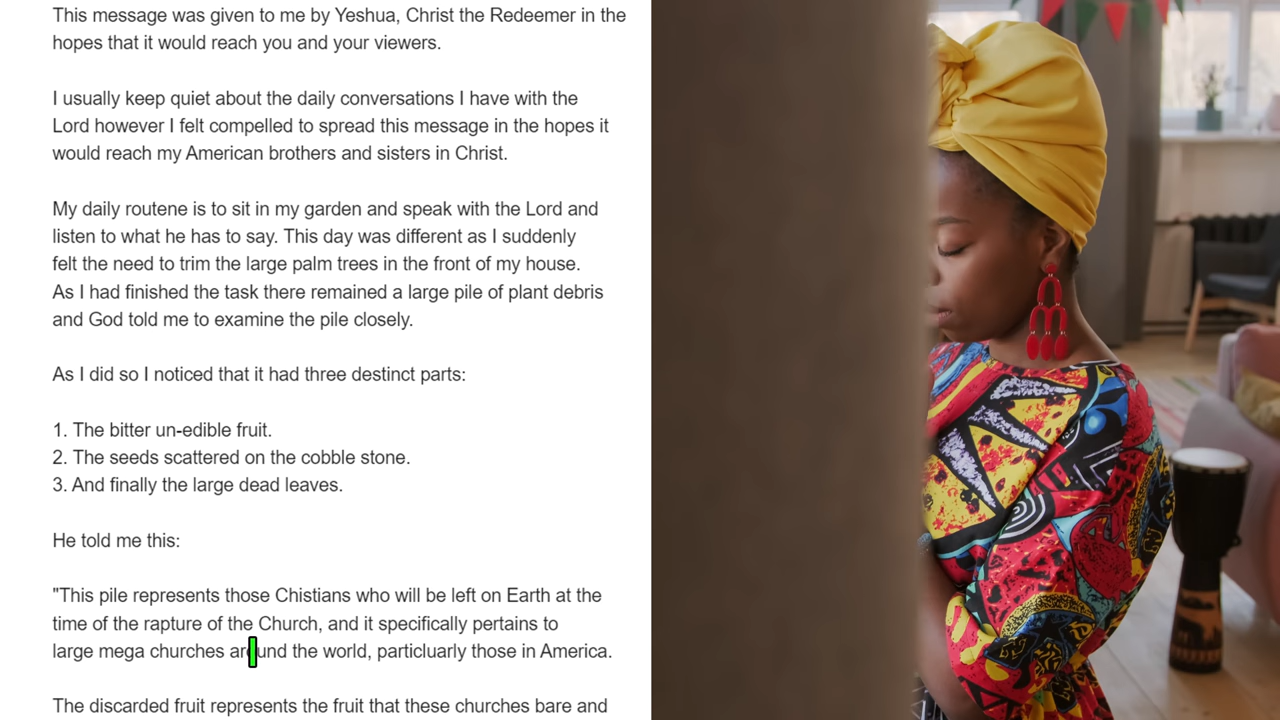 This message was given to me by Yeshua, Christ the Redeemer in the
hopes that it would reach you and your viewers.
I usually keep quiet about the daily conversations I have with the
Lord however I felt compelled to spread this message in the hopes it
would reach my American brothers and sisters in Christ.
My daily routene is to sit in my garden and speak with the Lord and
listen to what he has to say. This day was different as I suddenly
felt the need to trim the large palm trees in the front of my house.
As I had finished the task there remained a large pile of plant debris
and God told me to examine the pile closely.
As I did so I noticed that it had three destinct parts:
1. The bitter un-edible fruit.
2. The seeds scattered on the cobble stone.
3. And finally the large dead leaves.
He told me this:
"This pile represents those Chistians who will be left on Earth at the
time of the rapture of the Church, and it specifically pertains to
large mega churches around the world, particluarly those in America.
The discarded fruit represents the fruit that these churches bare and